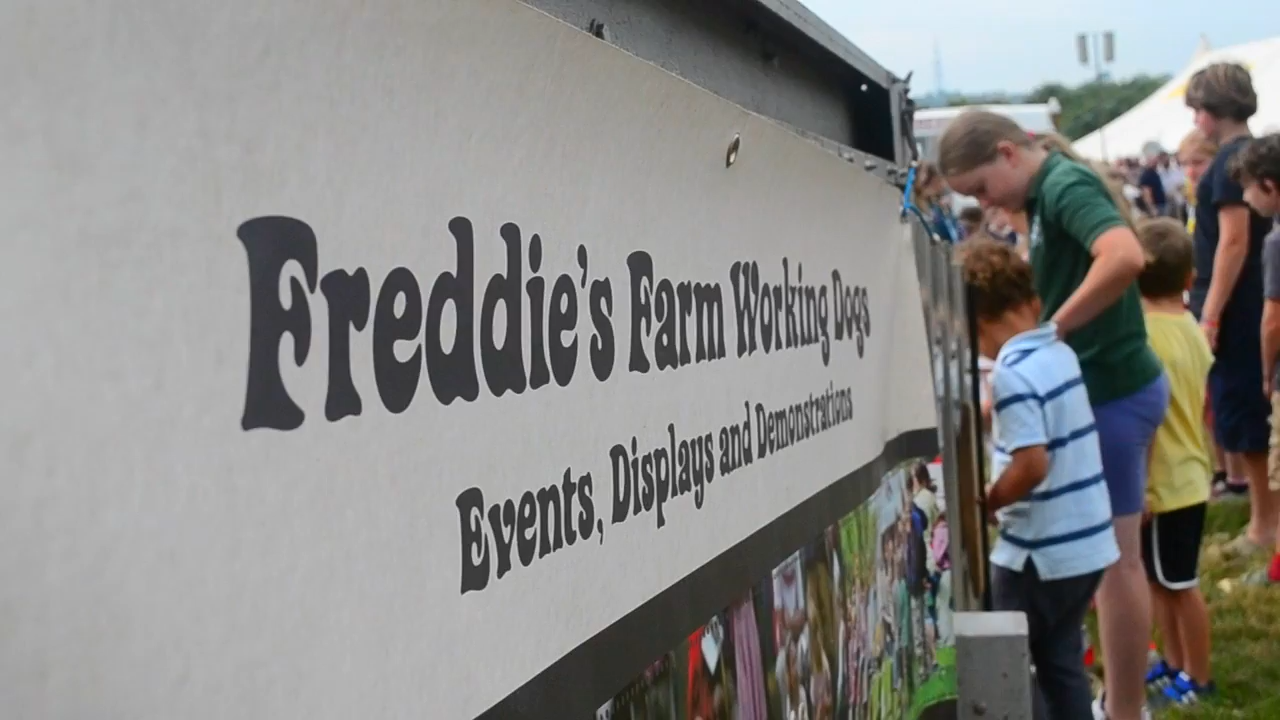 Freddie's Farm Working Dogs
Events, Displays and Demonstrations